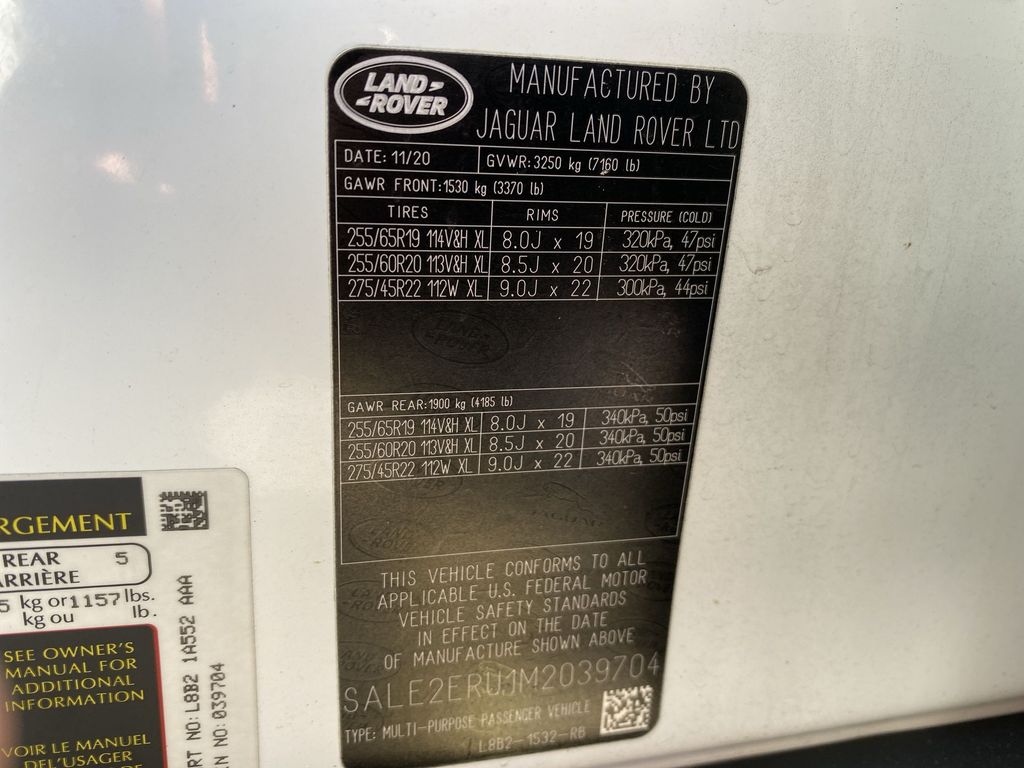 LAND ROVER
MANUFACTURED BY
JAGUAR LAND ROVER LTD
DATE: 11/20 GVWR: 3250 kg (7160 lb)
GAWR FRONT: 1530 kg (3370 lb)
TIRES RIMS PRESSURE (COLD)
255/65R19 114V&H XL 8.0J x 19 320kPa, 47psi
255/60R20 113V&H XL 8.5J x 20 320kPa, 47psi
275/45R22 112W XL 9.0J x 22 300kPa, 44psi
GAWR REAR: 1900 kg (4185 lb)
255/65R19 114V&H XL 8.0J x 19 340kPa, 50psi
255/60R20 113V&H XL 8.5J x 20 340kPa, 50psi
275/45R22 112W XL 9.0J x 22 340kPa, 50psi
THIS VEHICLE CONFORMS TO ALL
APPLICABLE U.S. FEDERAL MOTOR
VEHICLE SAFETY STANDARDS
IN EFFECT ON THE DATE
OF MANUFACTURE SHOWN ABOVE
SALE2ERU1M2039704
TYPE: MULTI-PURPOSE PASSENGER VEHICLE
L8B2-1532-RB
RGEMENT
REAR 5
ARRIÈRE
5 kg or 1157 lbs.
kg ou lb.
SEE OWNER'S
MANUAL FOR
ADDITIONAL
INFORMATION
VOIR LE MANUEL
DE L'USAGER
RT NO: L8B2 1A552 AAA
IN NO: 039704